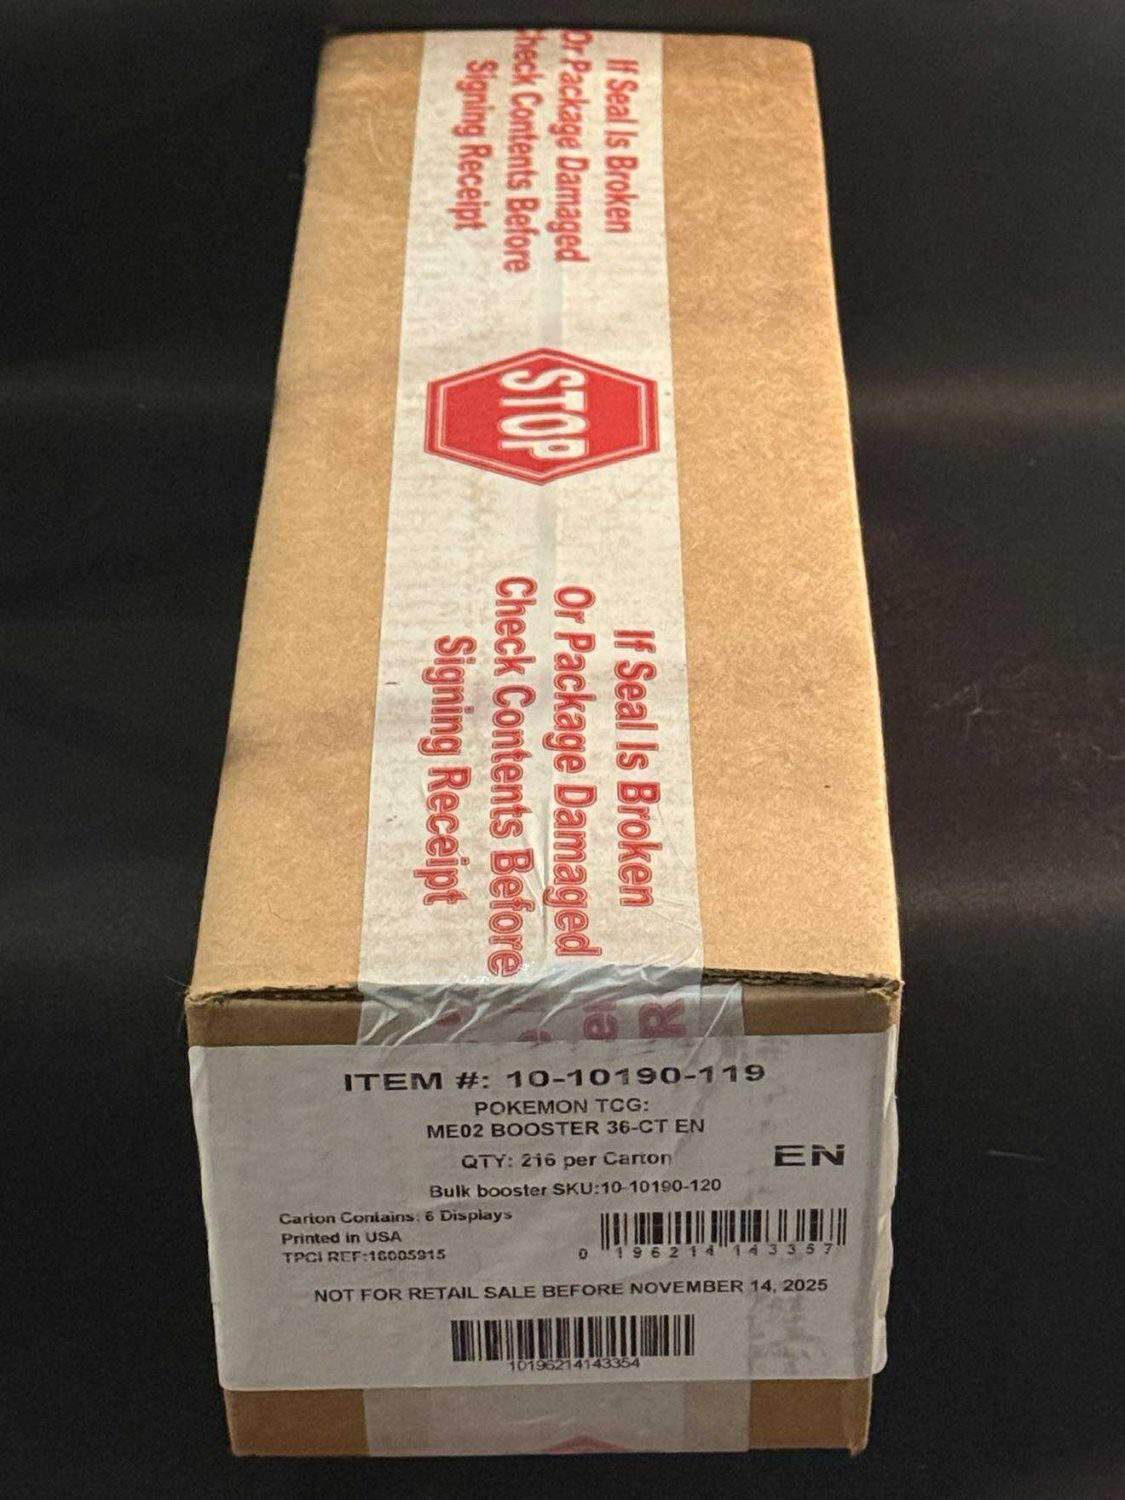 If Seal Is Broken
Or Package Damaged
Check Contents Before
Signing Receipt
STOP
If Seal Is Broken
Or Package Damaged
Check Contents Before
Signing Receipt
ITEM #: 10-10190-119
POKEMON TCG:
ME02 BOOSTER 36-CT EN
QTY: 216 per Carton
EN
Bulk booster SKU:10-10190-120
Carton Contains: 6 Displays
Printed in USA
TPCI REF:16005915
0 196214 143357
NOT FOR RETAIL SALE BEFORE NOVEMBER 14, 2025
10196214143354